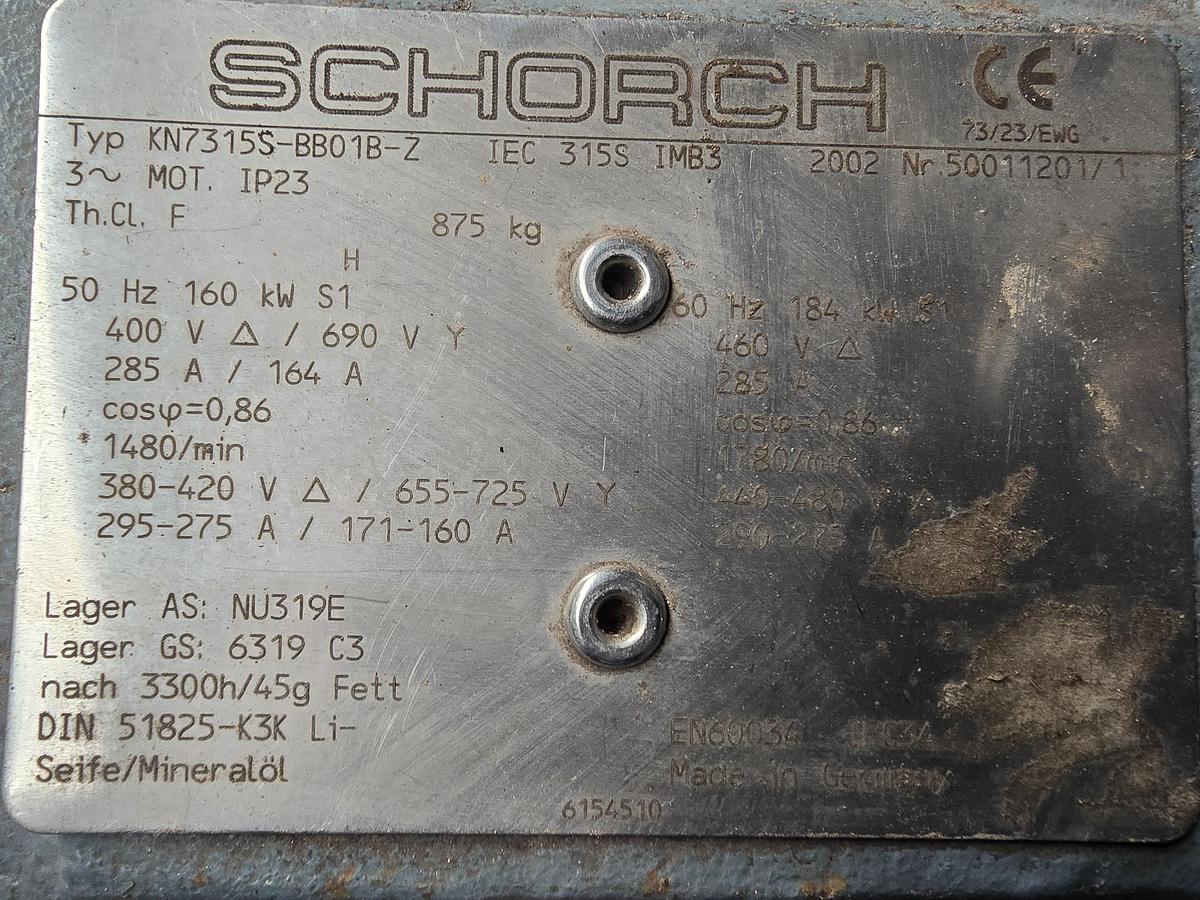 SCHORCH CE
73/23/EWG
Typ KN7315S-BB01B-Z IEC 315S IMB3 2002 Nr.50011201/1
3~ MOT. IP23
Th.Cl. F 875 kg
H
50 Hz 160 kW S1 60 Hz 184 kW S1
400 V Δ / 690 V Y 460 V Δ
285 A / 164 A 285 A
cosφ=0,86 cosφ=0,86
1480/min 1780/min
380-420 V Δ / 655-725 V Y 440-480 V Δ
295-275 A / 171-160 A 290-275 A
Lager AS: NU319E
Lager GS: 6319 C3
nach 3300h/45g Fett
DIN 51825-K3K Li- EN60034
Seife/Mineralöl Made in Germany
6154510